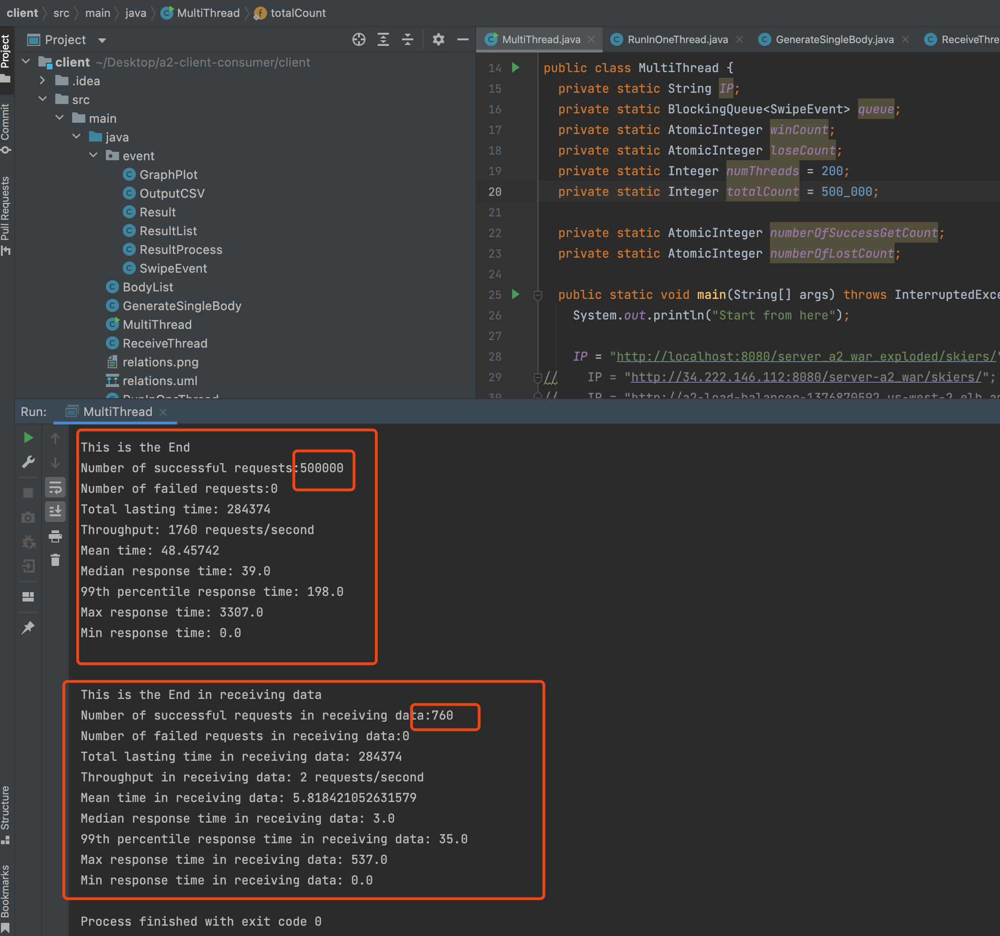 client src main java MultiThread totalCount
Project
MultiThread.java RunInOneThread.java GenerateSingleBody.java ReceiveThre
Project
Commit
Pull Requests
client ~/Desktop/a2-client-consumer/client
.idea
src
main
java
event
GraphPlot
OutputCSV
Result
ResultList
ResultProcess
SwipeEvent
BodyList
GenerateSingleBody
MultiThread
ReceiveThread
relations.png
relations.uml
RunInOneThread
14 public class MultiThread {
15 private static String IP;
16 private static BlockingQueue<SwipeEvent> queue;
17 private static AtomicInteger winCount;
18 private static AtomicInteger loseCount;
19 private static Integer numThreads = 200;
20 private static Integer totalCount = 500_000;
21
22 private static AtomicInteger numberOfSuccessGetCount;
23 private static AtomicInteger numberOfLostCount;
24
25 public static void main(String[] args) throws InterruptedExce
26 System.out.println("Start from here");
27
28 IP = "http://localhost:8080/server_a2_war_exploded/skiers/"
29 // IP = "http://34.222.146.112:8080/server-a2_war/skiers/";
30 // IP = "http://a2-load-balancer-1376870592.us-west-2.elb.am
Run: MultiThread
This is the End
Number of successful requests:500000
Number of failed requests:0
Total lasting time: 284374
Throughput: 1760 requests/second
Mean time: 48.45742
Median response time: 39.0
99th percentile response time: 198.0
Max response time: 3307.0
Min response time: 0.0
This is the End in receiving data
Number of successful requests in receiving data:760
Number of failed requests in receiving data:0
Total lasting time in receiving data: 284374
Throughput in receiving data: 2 requests/second
Mean time in receiving data: 5.818421052631579
Median response time in receiving data: 3.0
99th percentile response time in receiving data: 35.0
Max response time in receiving data: 537.0
Min response time in receiving data: 0.0
Process finished with exit code 0
Structure
Bookmarks